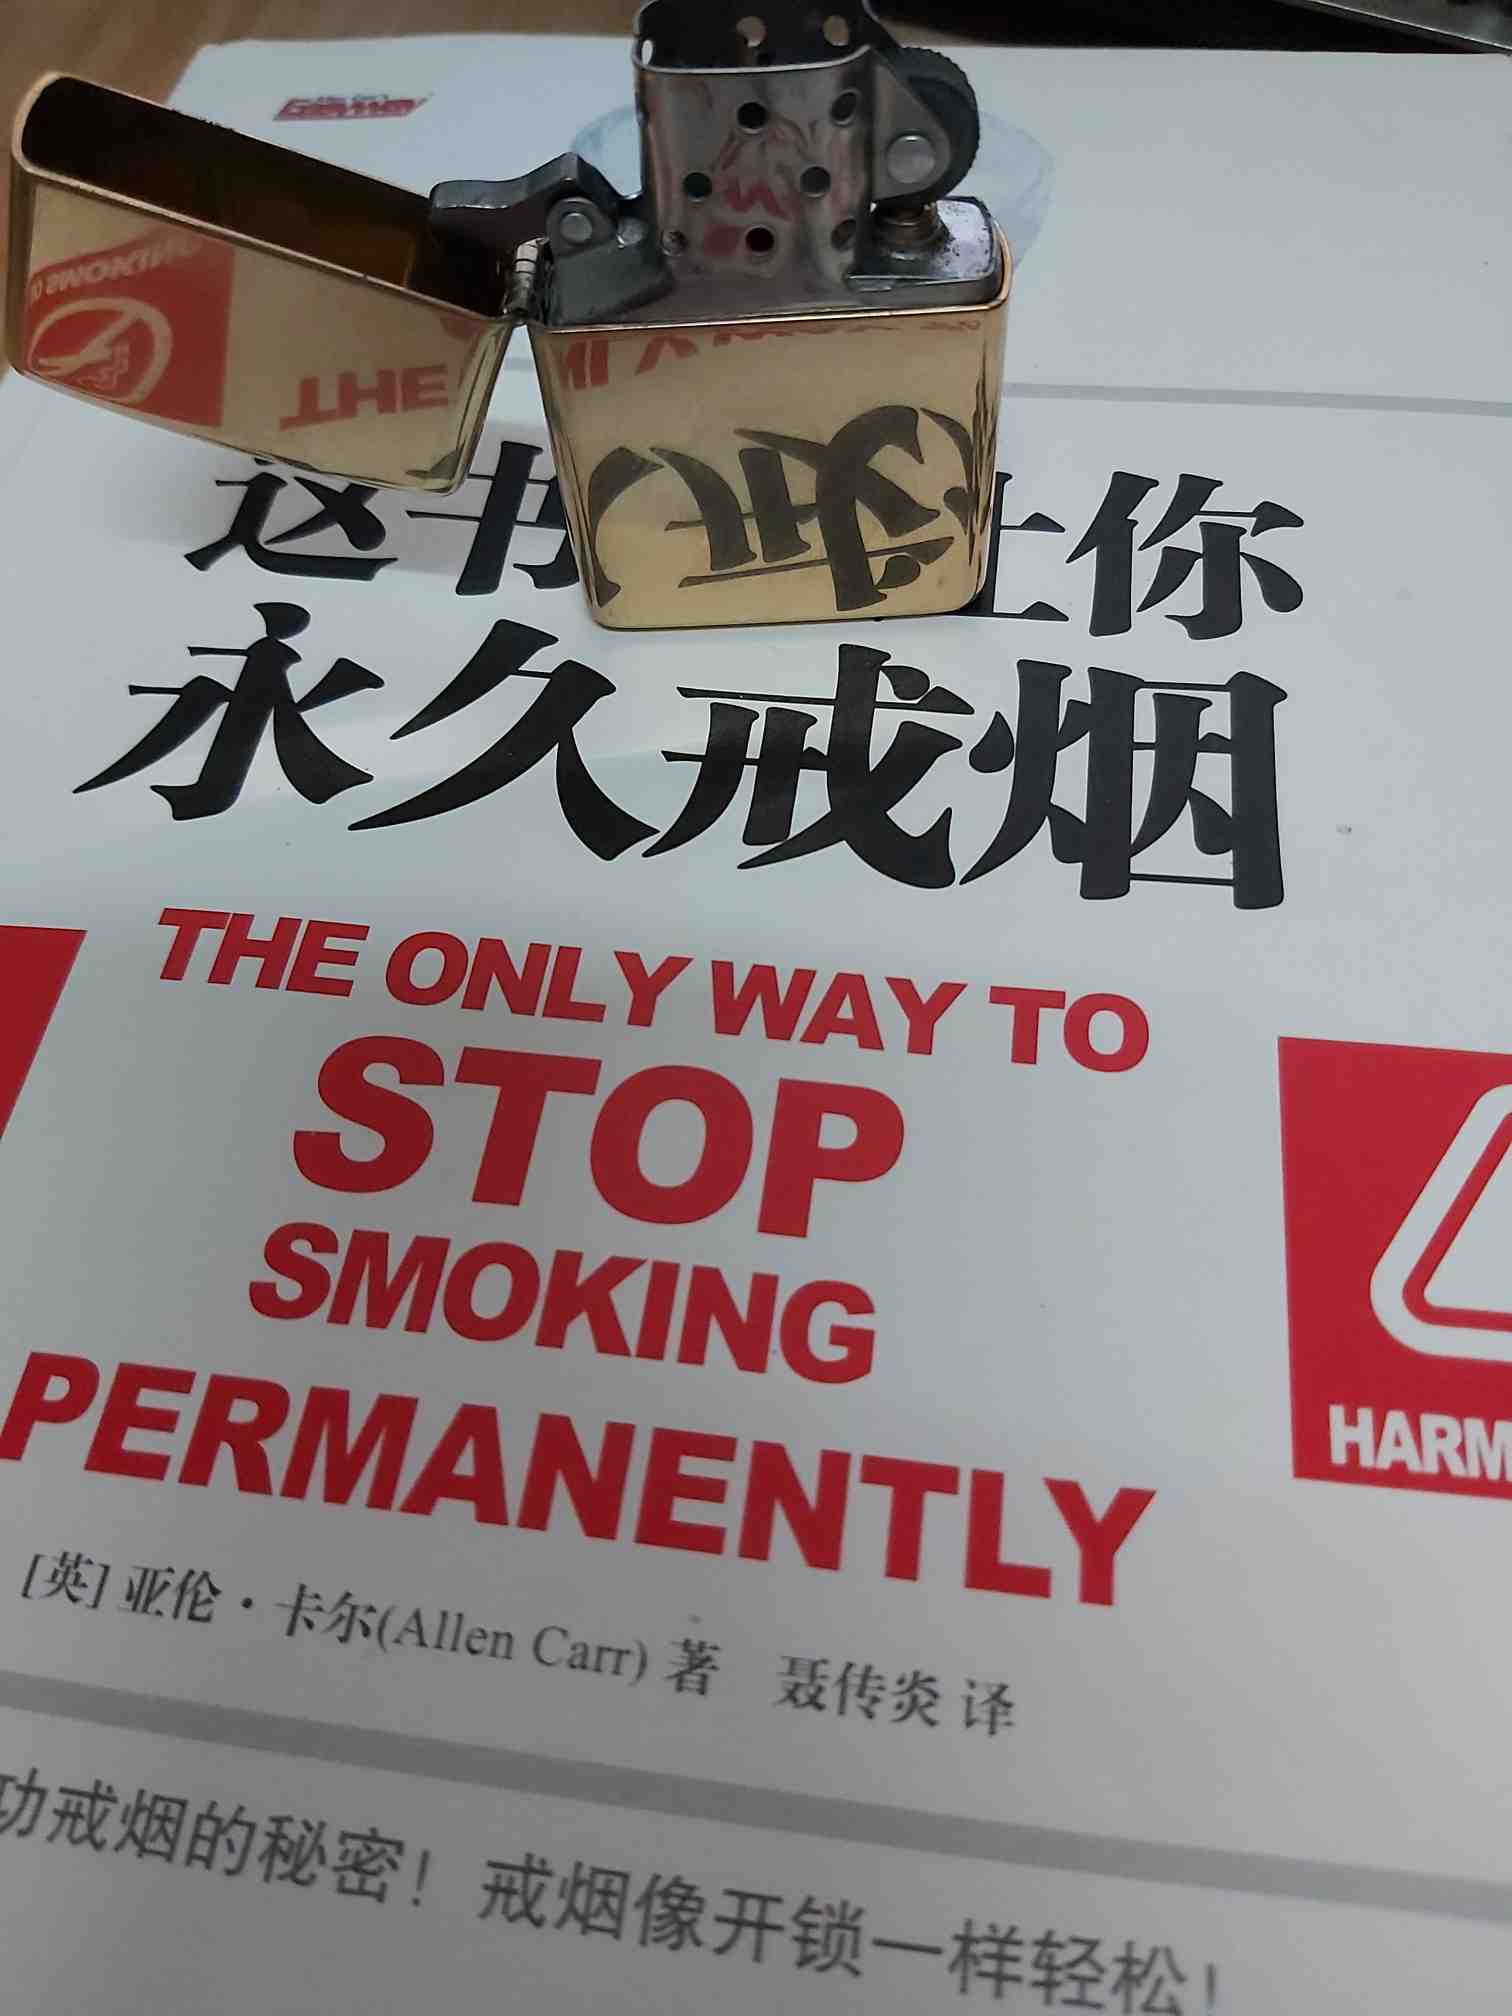 这书 让你
永久戒烟
THE ONLY WAY TO
STOP
SMOKING
PERMANENTLY
HARM
[英] 亚伦·卡尔(Allen Carr) 著 聂传炎 译
功戒烟的秘密！戒烟像开锁一样轻松！